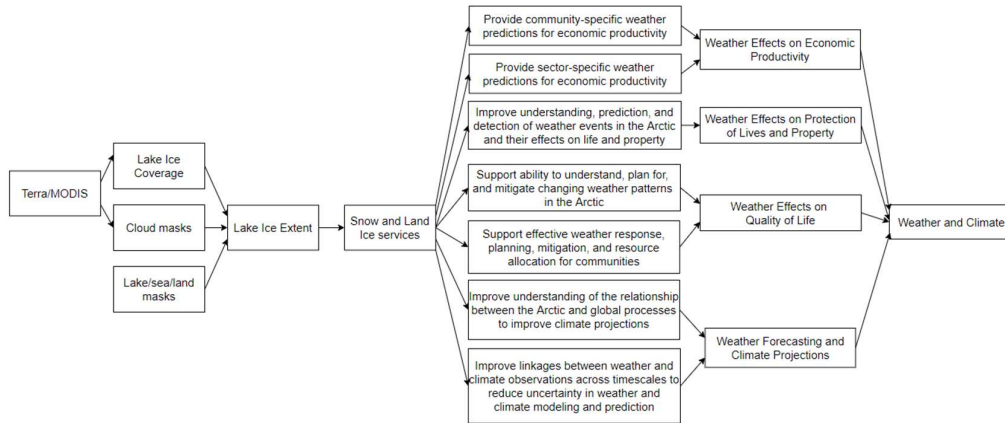 Terra/MODIS
Lake Ice
Coverage
Cloud masks
Lake/sea/land
masks
Lake Ice Extent
Snow and Land
Ice services
Provide community-specific weather
predictions for economic productivity
Provide sector-specific weather
predictions for economic productivity
Improve understanding, prediction, and
detection of weather events in the Arctic
and their effects on life and property
Support ability to understand, plan for,
and mitigate changing weather patterns
in the Arctic
Support effective weather response,
planning, mitigation, and resource
allocation for communities
Improve understanding of the relationship
between the Arctic and global processes
to improve climate projections
Improve linkages between weather and
climate observations across timescales to
reduce uncertainty in weather and
climate modeling and prediction
Weather Effects on Economic
Productivity
Weather Effects on Protection
of Lives and Property
Weather Effects on
Quality of Life
Weather Forecasting and
Climate Projections
Weather and Climate